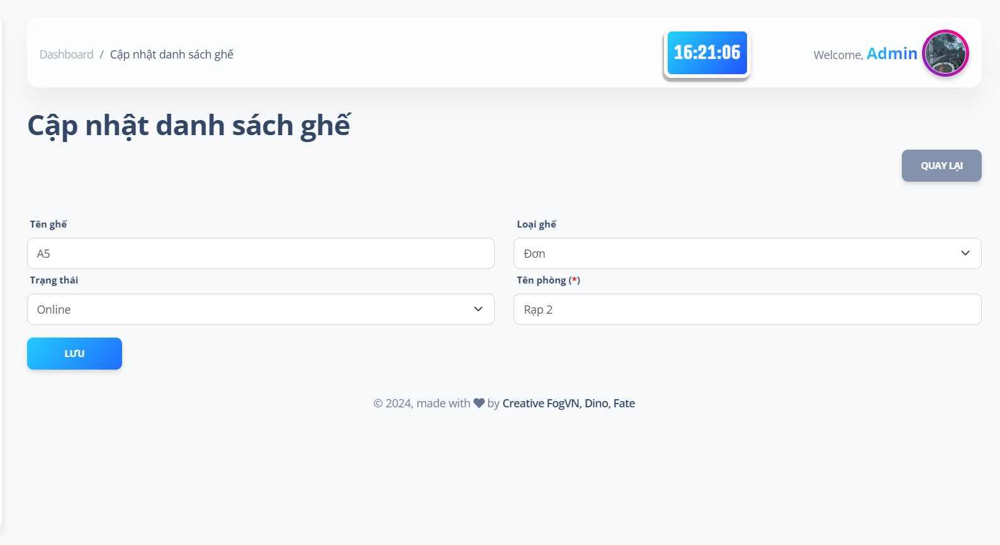 Dashboard / Cập nhật danh sách ghế
16:21:06
Welcome, Admin
Cập nhật danh sách ghế
QUAY LẠI
Tên ghế
A5
Loại ghế
Đơn
Trạng thái
Online
Tên phòng (*)
Rạp 2
LƯU
© 2024, made with ♥ by Creative FogVN, Dino, Fate